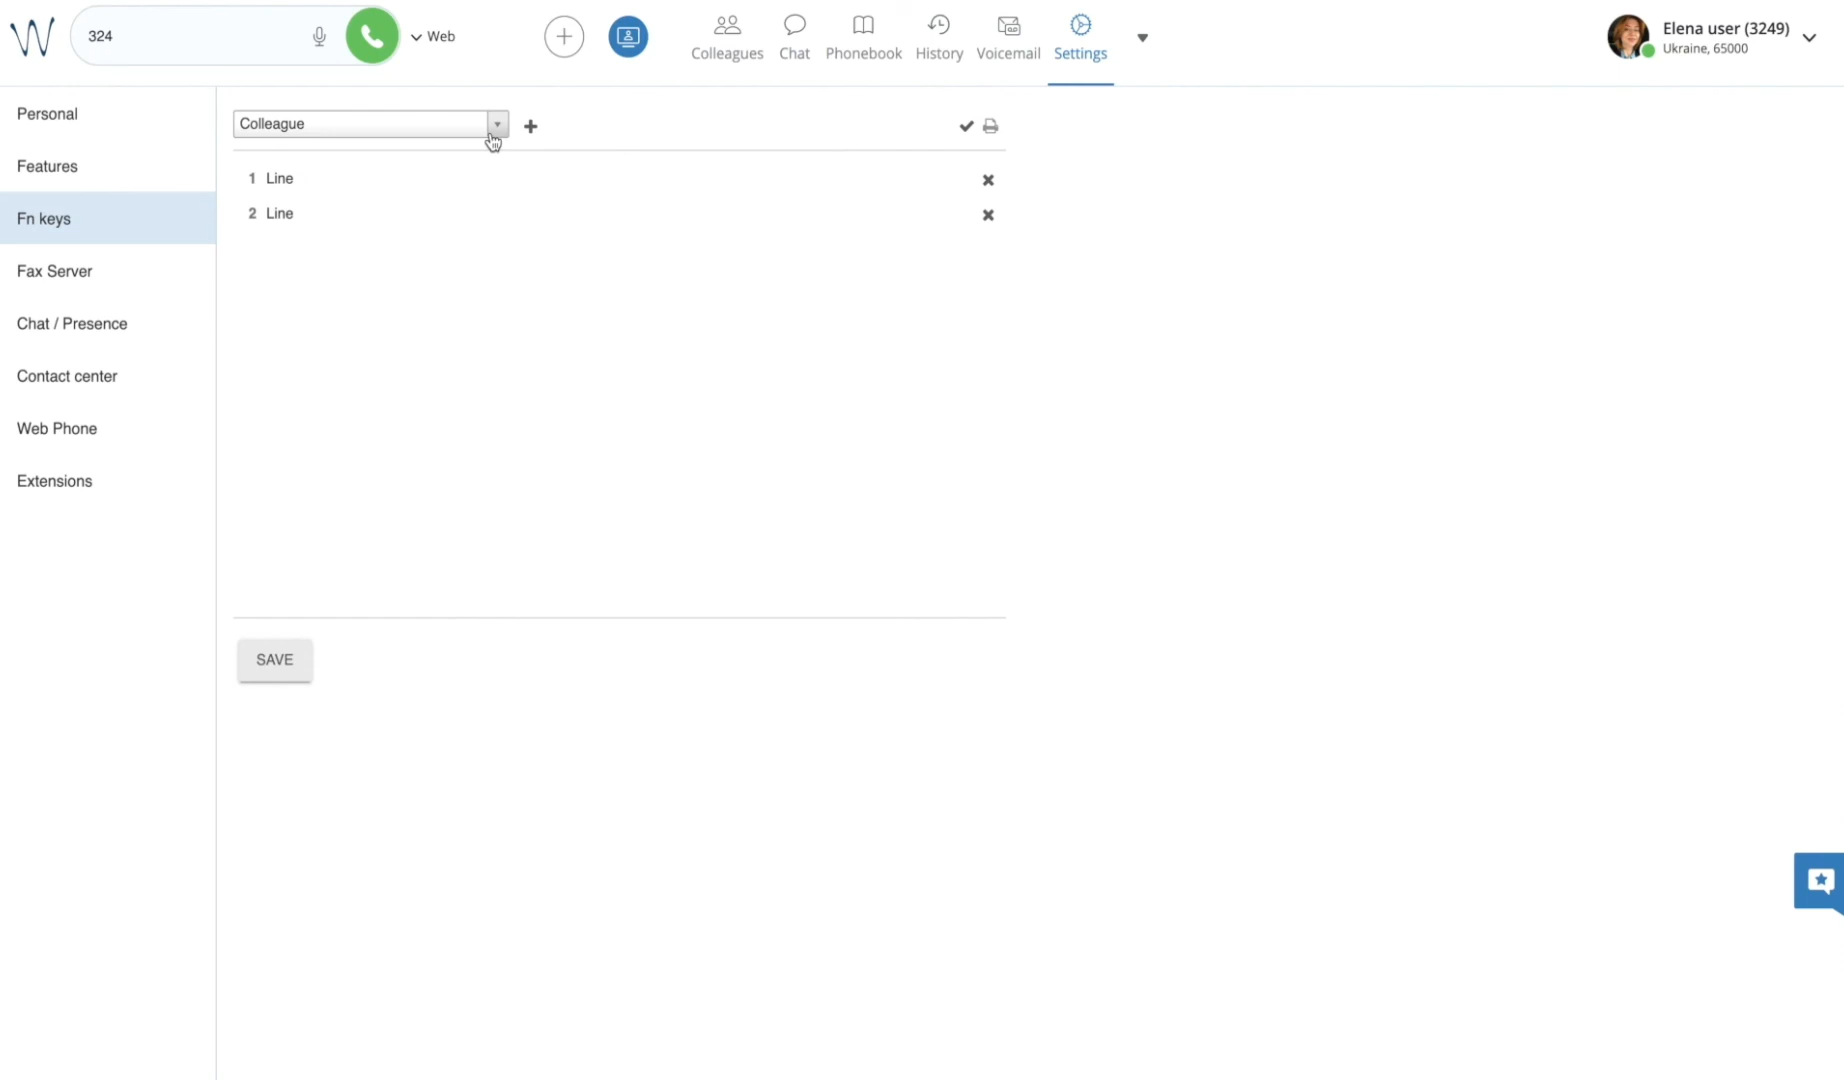 W
324
Web
Colleagues
Chat
Phonebook
History
Voicemail
Settings
Elena user (3249)
Ukraine, 65000
Personal
Features
Fn keys
Fax Server
Chat / Presence
Contact center
Web Phone
Extensions
Colleague
1 Line
2 Line
SAVE